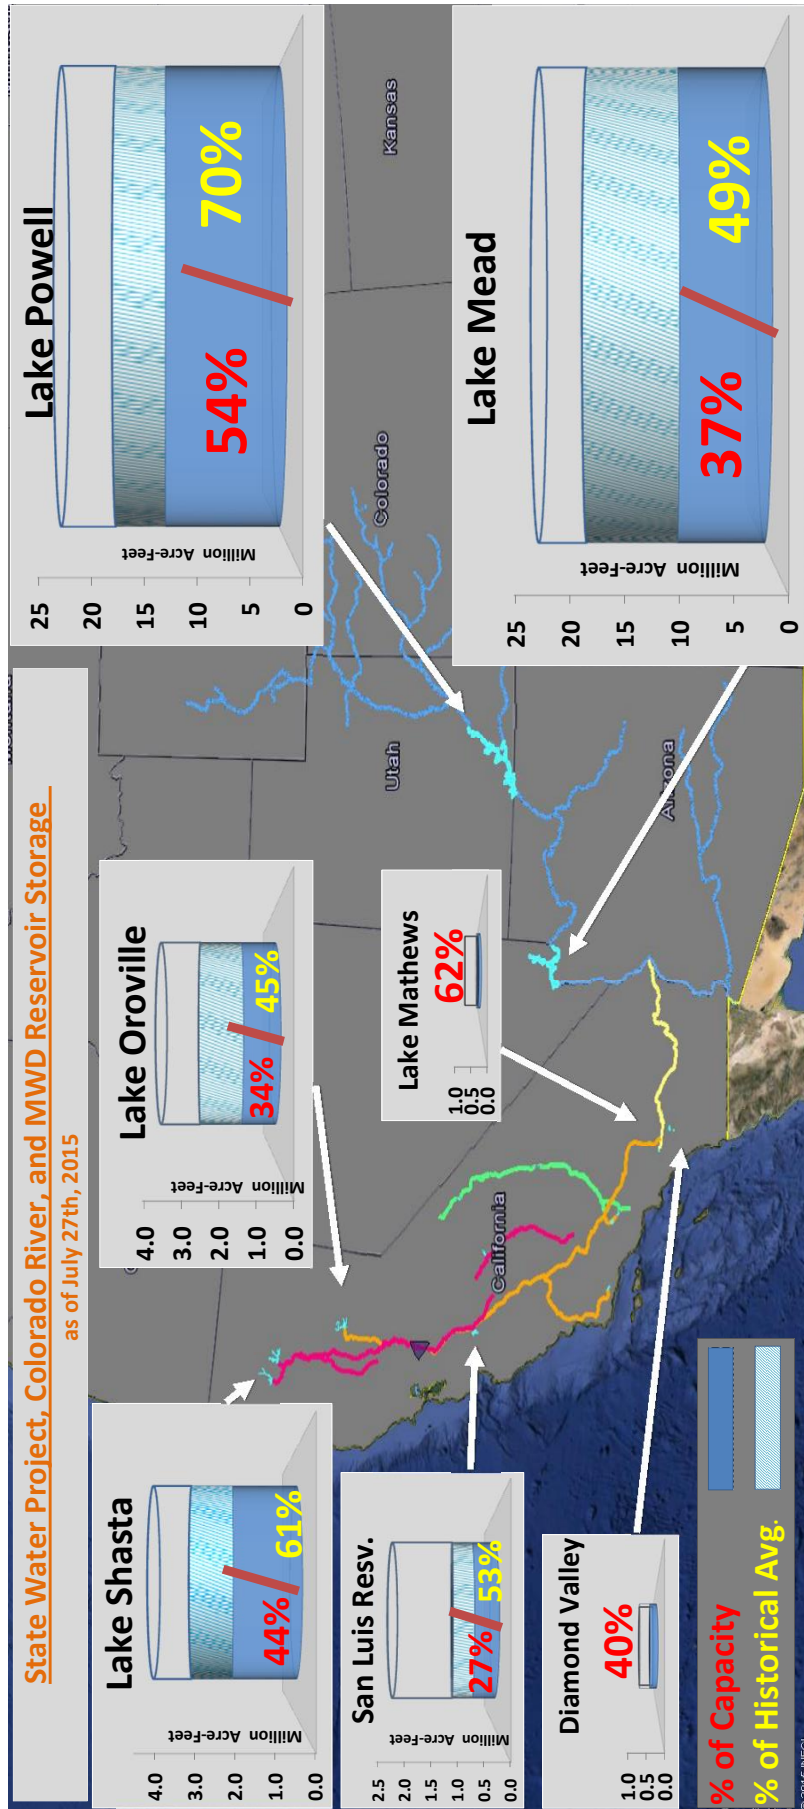 State Water Project, Colorado River, and MWD Reservoir Storage
as of July 27th, 2015
Lake Shasta
4.0
3.0
2.0
1.0
0.0
Million Acre-Feet
44%
61%
Lake Oroville
4.0
3.0
2.0
1.0
0.0
Million Acre-Feet
34%
45%
Lake Powell
25
20
15
10
5
0
Million Acre-Feet
54%
70%
San Luis Resv.
2.5
2.0
1.5
1.0
0.5
0.0
Million Acre-Feet
27%
53%
Lake Mathews
1.0
0.5
0.0
62%
Lake Mead
25
20
15
10
5
0
Million Acre-Feet
37%
49%
Diamond Valley
1.0
0.5
0.0
40%
California
Utah
Colorado
Kansas
Arizona
% of Capacity
% of Historical Avg.